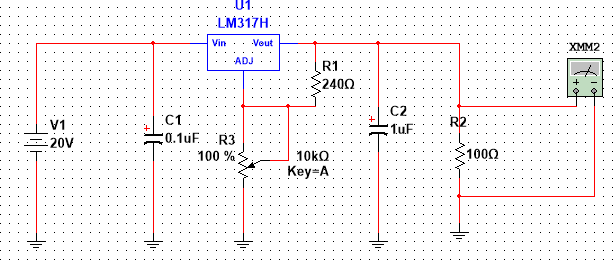 U1
LM317H
Vin Vout
ADJ
XMM2
R1
240Ω
V1
20V
C1
0.1uF
C2
1uF
R2
100Ω
R3
100 %
10kΩ
Key=A